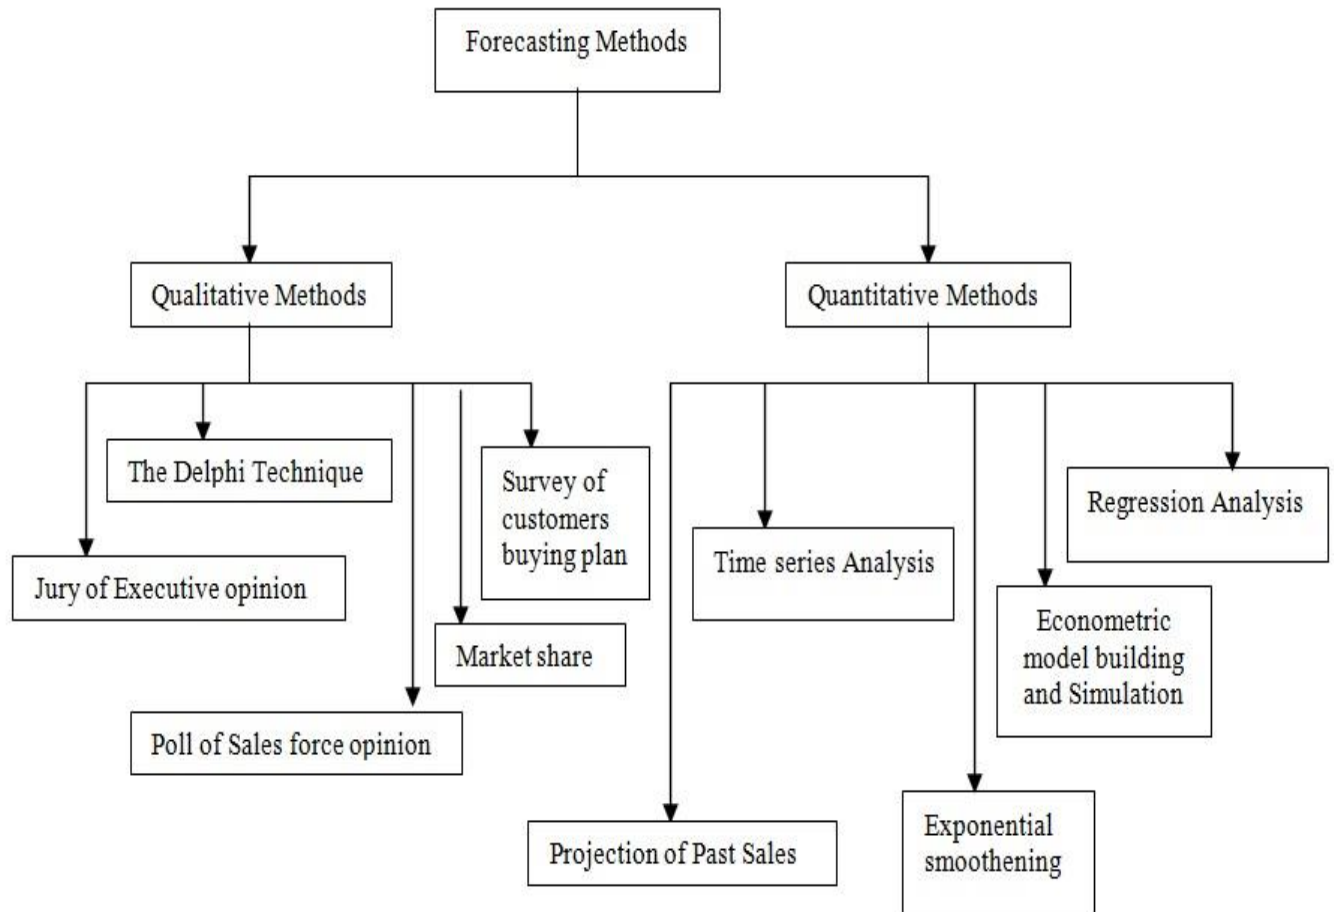 Forecasting Methods
Qualitative Methods
Quantitative Methods
The Delphi Technique
Survey of
customers
buying plan
Jury of Executive opinion
Market share
Poll of Sales force opinion
Regression Analysis
Time series Analysis
Econometric
model building
and Simulation
Projection of Past Sales
Exponential
smoothening